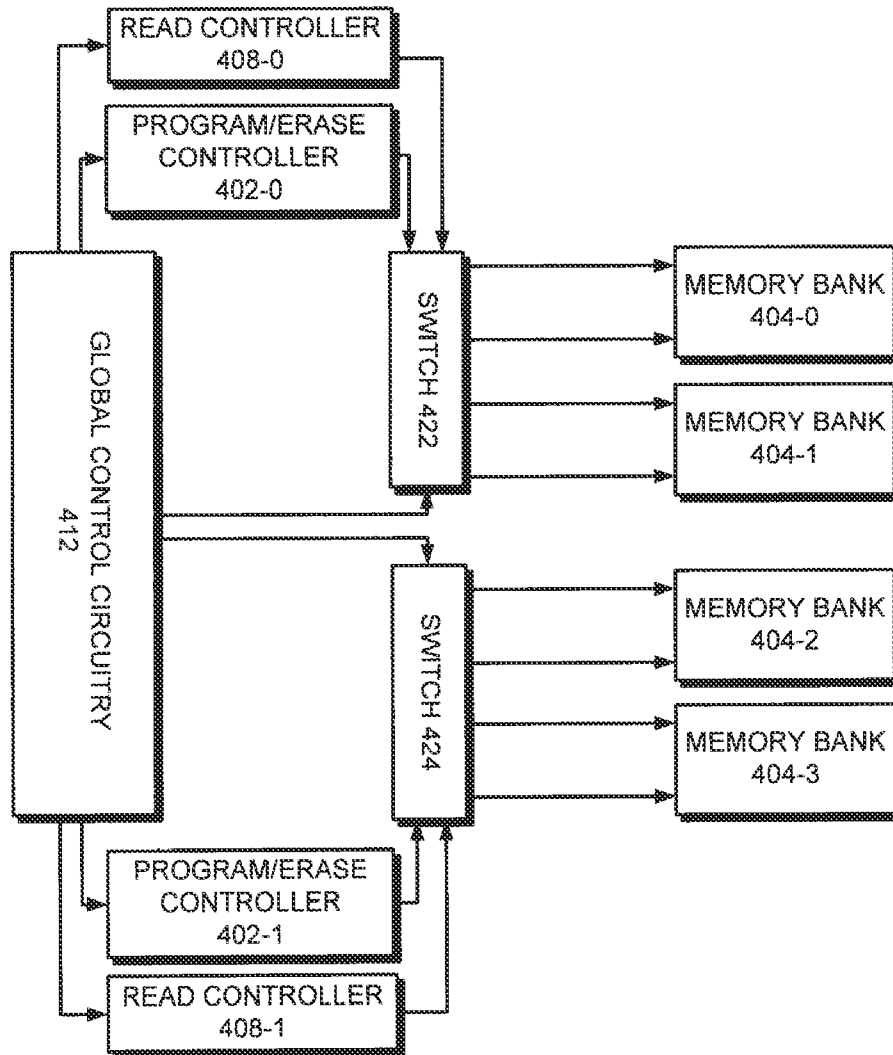 READ CONTROLLER
408-0
PROGRAM/ERASE
CONTROLLER
402-0
GLOBAL CONTROL CIRCUITRY
412
SWITCH 422
MEMORY BANK
404-0
MEMORY BANK
404-1
SWITCH 424
MEMORY BANK
404-2
MEMORY BANK
404-3
PROGRAM/ERASE
CONTROLLER
402-1
READ CONTROLLER
408-1